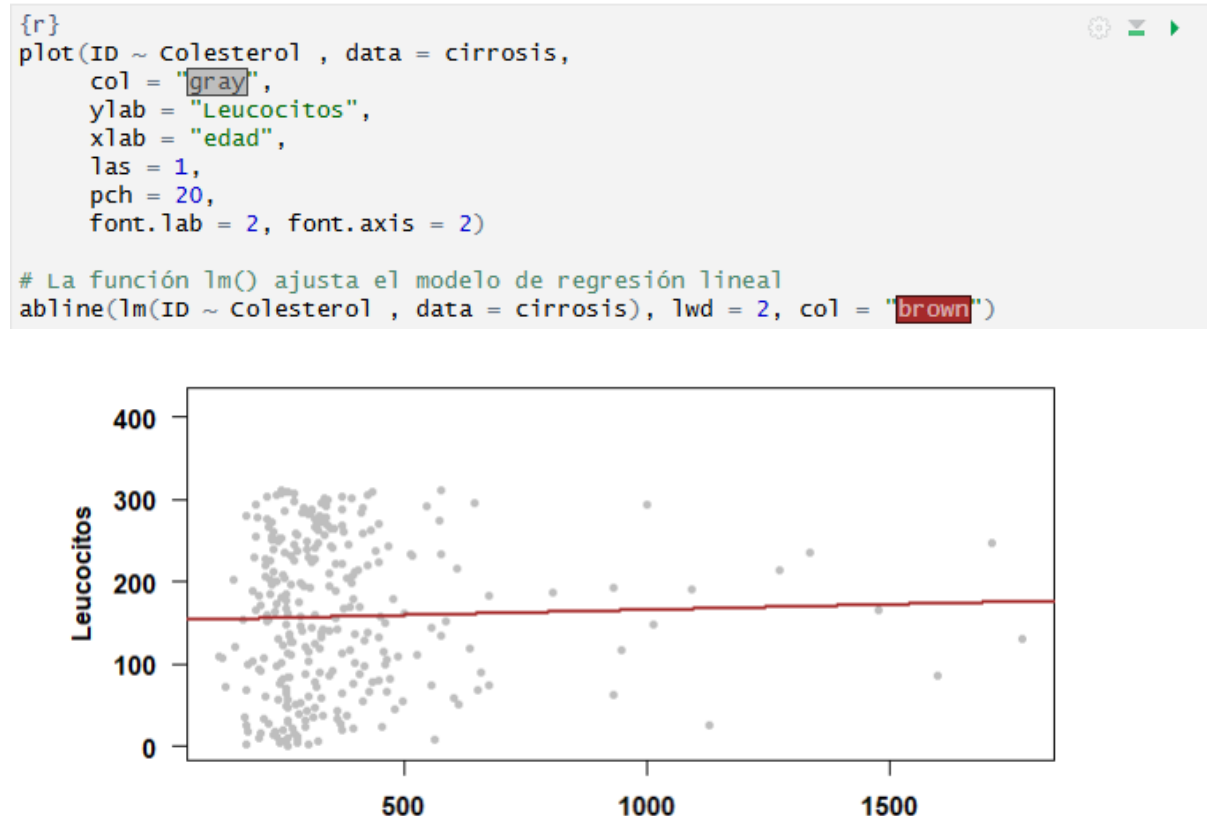 {r}
plot(ID ~ Colesterol , data = cirrosis,
     col = "gray",
     ylab = "Leucocitos",
     xlab = "edad",
     las = 1,
     pch = 20,
     font.lab = 2, font.axis = 2)
# La función lm() ajusta el modelo de regresión lineal
abline(lm(ID ~ Colesterol , data = cirrosis), lwd = 2, col = "brown")
400
300
200
100
0
Leucocitos
500 1000 1500